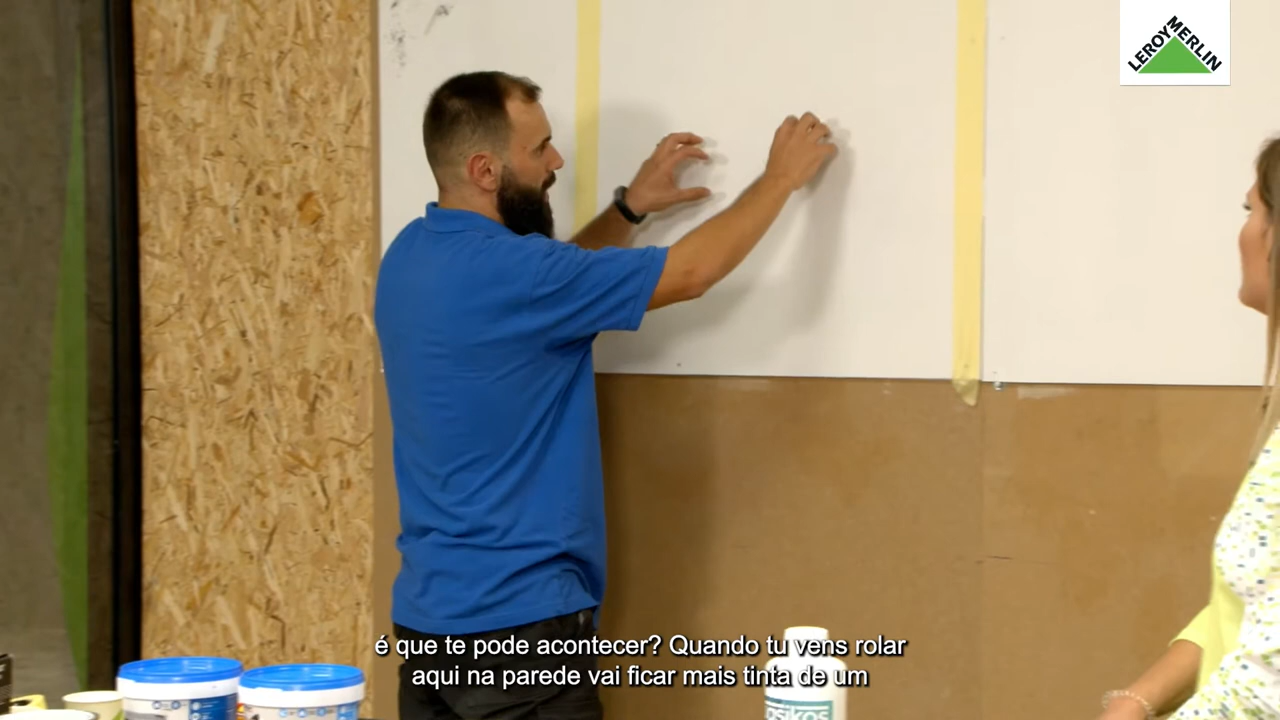 LEROY MERLIN
é que te pode acontecer? Quando tu vens rolar
aqui na parede vai ficar mais tinta de um
osikos